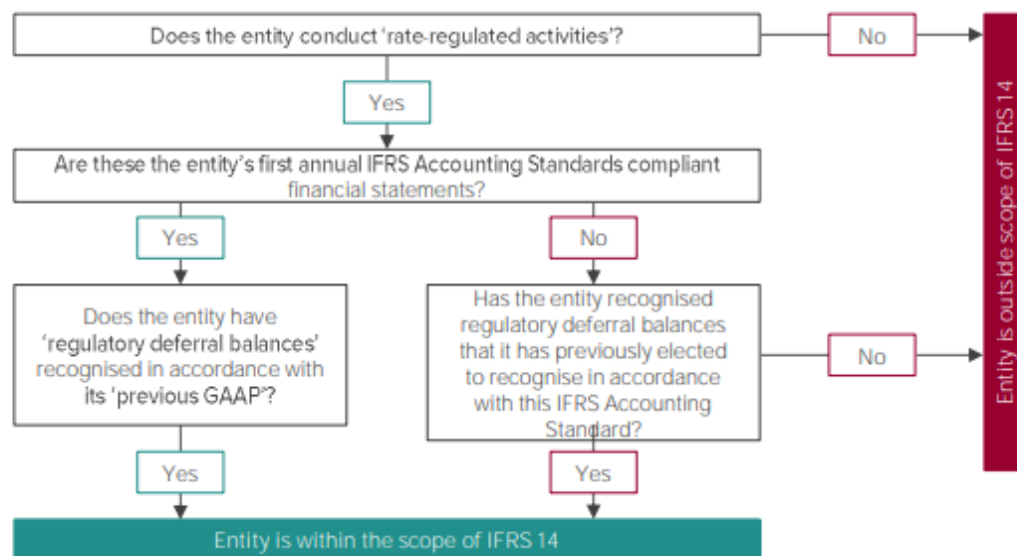 Does the entity conduct ‘rate-regulated activities’?
No
Yes
Are these the entity’s first annual IFRS Accounting Standards compliant
financial statements?
Yes
No
Does the entity have
‘regulatory deferral balances’
recognised in accordance with
its ‘previous GAAP’?
Has the entity recognised
regulatory deferral balances
that it has previously elected
to recognise in accordance
with this IFRS Accounting
Standard?
No
Yes
Yes
Entity is within the scope of IFRS 14
Entity is outside scope of IFRS 14